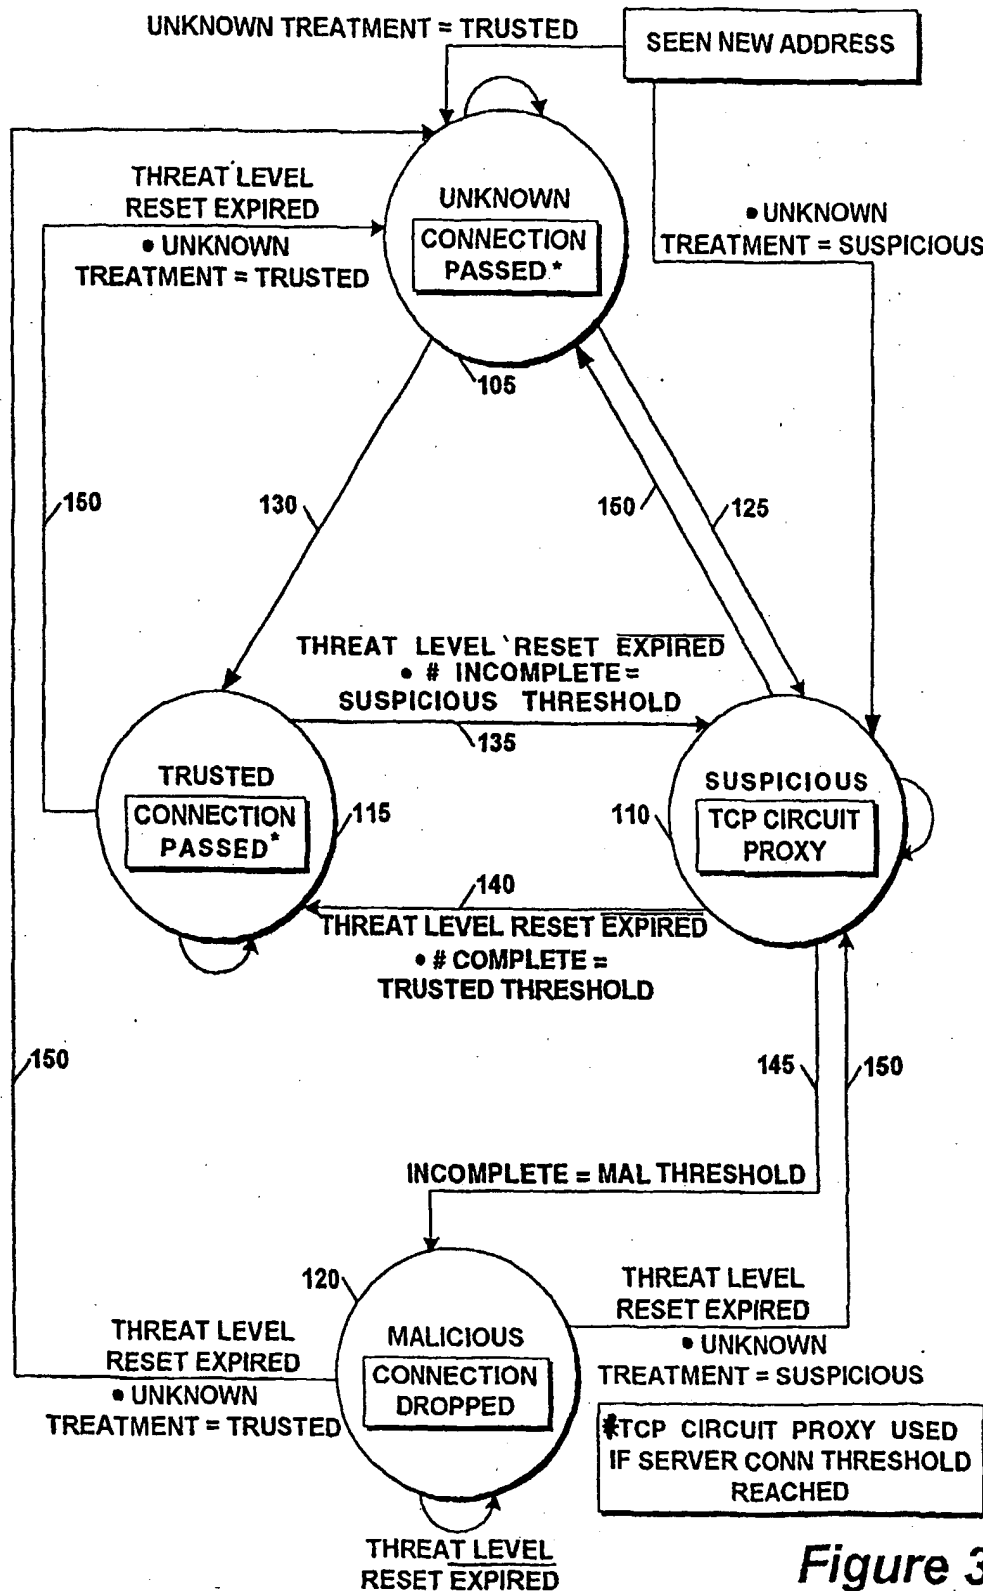 UNKNOWN TREATMENT = TRUSTED
SEEN NEW ADDRESS
THREAT LEVEL
RESET EXPIRED
• UNKNOWN
TREATMENT = TRUSTED
UNKNOWN
CONNECTION
PASSED *
• UNKNOWN
TREATMENT = SUSPICIOUS
105
150
130
150
125
THREAT LEVEL RESET EXPIRED
• # INCOMPLETE =
SUSPICIOUS THRESHOLD
135
TRUSTED
CONNECTION
PASSED*
115
110
SUSPICIOUS
TCP CIRCUIT
PROXY
140
THREAT LEVEL RESET EXPIRED
• # COMPLETE =
TRUSTED THRESHOLD
150
145
150
INCOMPLETE = MAL THRESHOLD
120
THREAT LEVEL
RESET EXPIRED
• UNKNOWN
TREATMENT = TRUSTED
MALICIOUS
CONNECTION
DROPPED
THREAT LEVEL
RESET EXPIRED
• UNKNOWN
TREATMENT = SUSPICIOUS
*TCP CIRCUIT PROXY USED
IF SERVER CONN THRESHOLD
REACHED
THREAT LEVEL
RESET EXPIRED
Figure 3